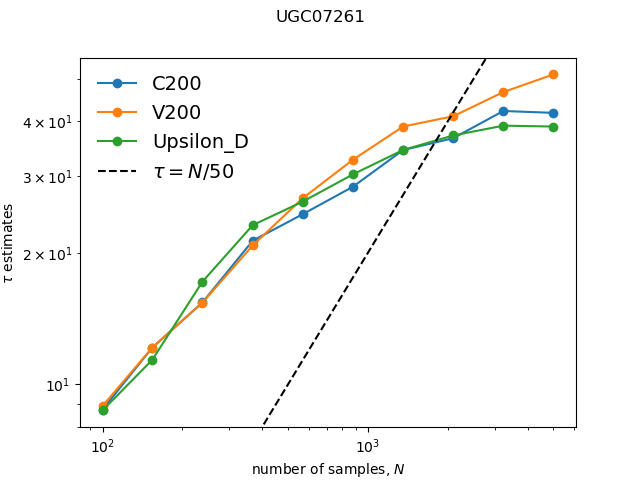 UGC07261
C200
V200
Upsilon_D
τ = N/50
4 × 10¹
3 × 10¹
2 × 10¹
10¹
τ estimates
10² 10³
number of samples, N